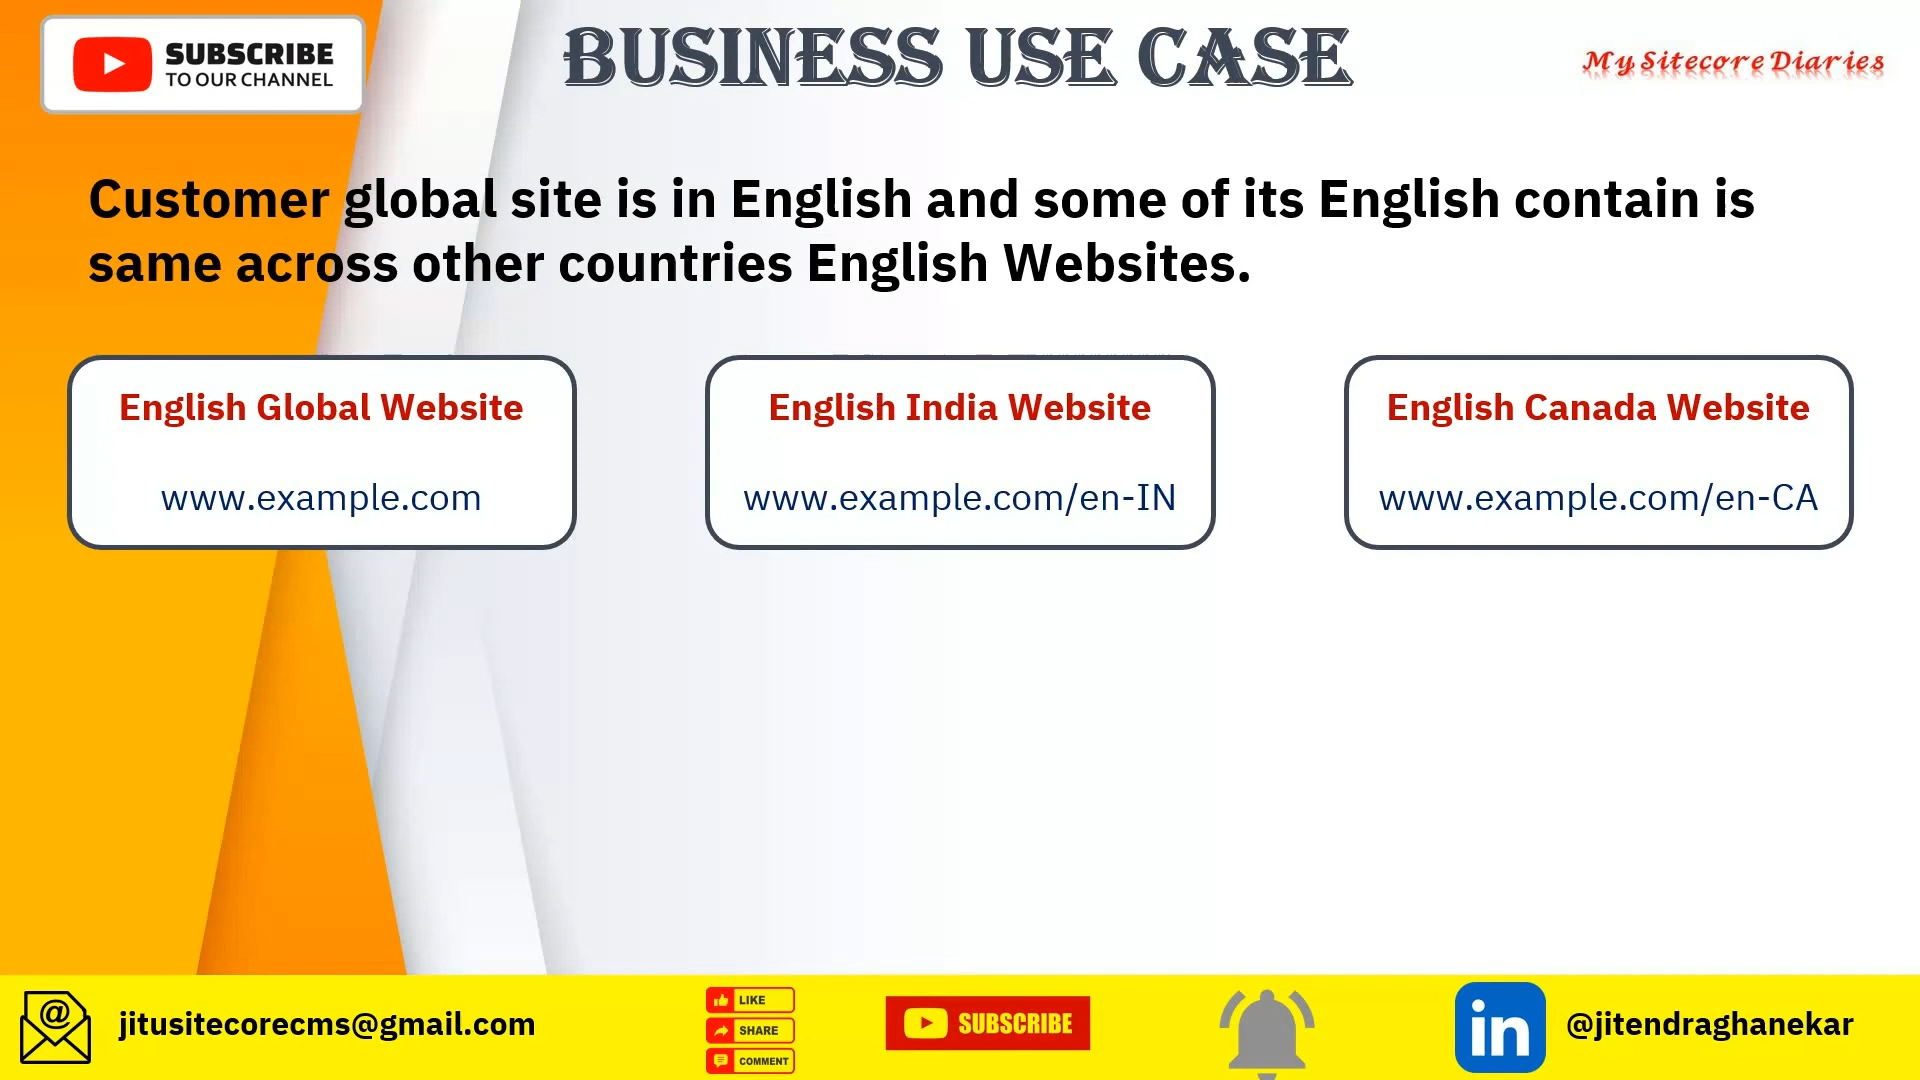 SUBSCRIBE
TO OUR CHANNEL
BUSINESS USE CASE
My Sitecore Diaries
Customer global site is in English and some of its English contain is
same across other countries English Websites.
English Global Website
www.example.com
English India Website
www.example.com/en-IN
English Canada Website
www.example.com/en-CA
@
jitusitecorecms@gmail.com
LIKE
SHARE
COMMENT
SUBSCRIBE
in
@jitendraghanekar